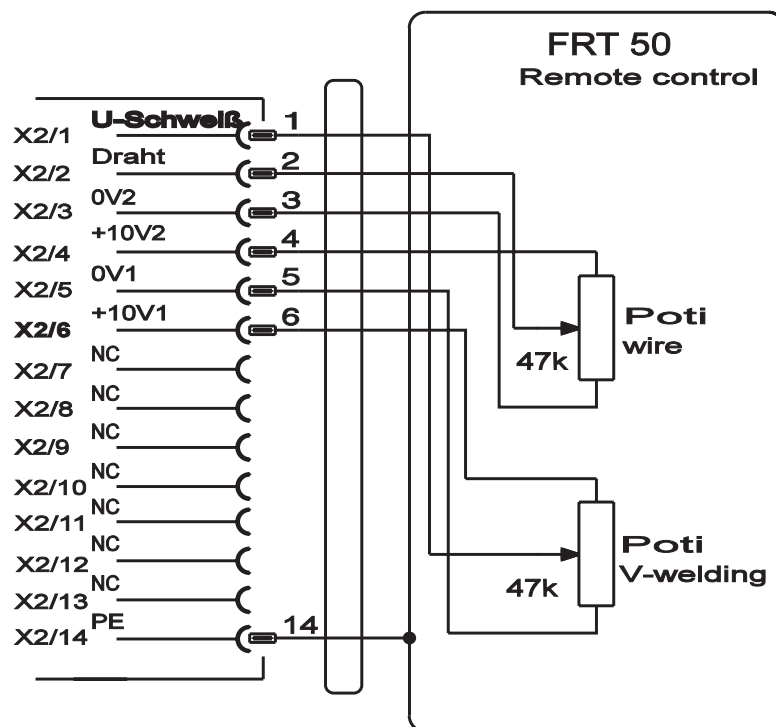 FRT 50
Remote control
X2/1 U-Schweiß 1
X2/2 Draht 2
X2/3 0V2 3
X2/4 +10V2 4
X2/5 0V1 5
X2/6 +10V1 6
X2/7 NC
X2/8 NC
X2/9 NC
X2/10 NC
X2/11 NC
X2/12 NC
X2/13 NC
X2/14 PE 14
Poti
wire
47k
Poti
V-welding
47k